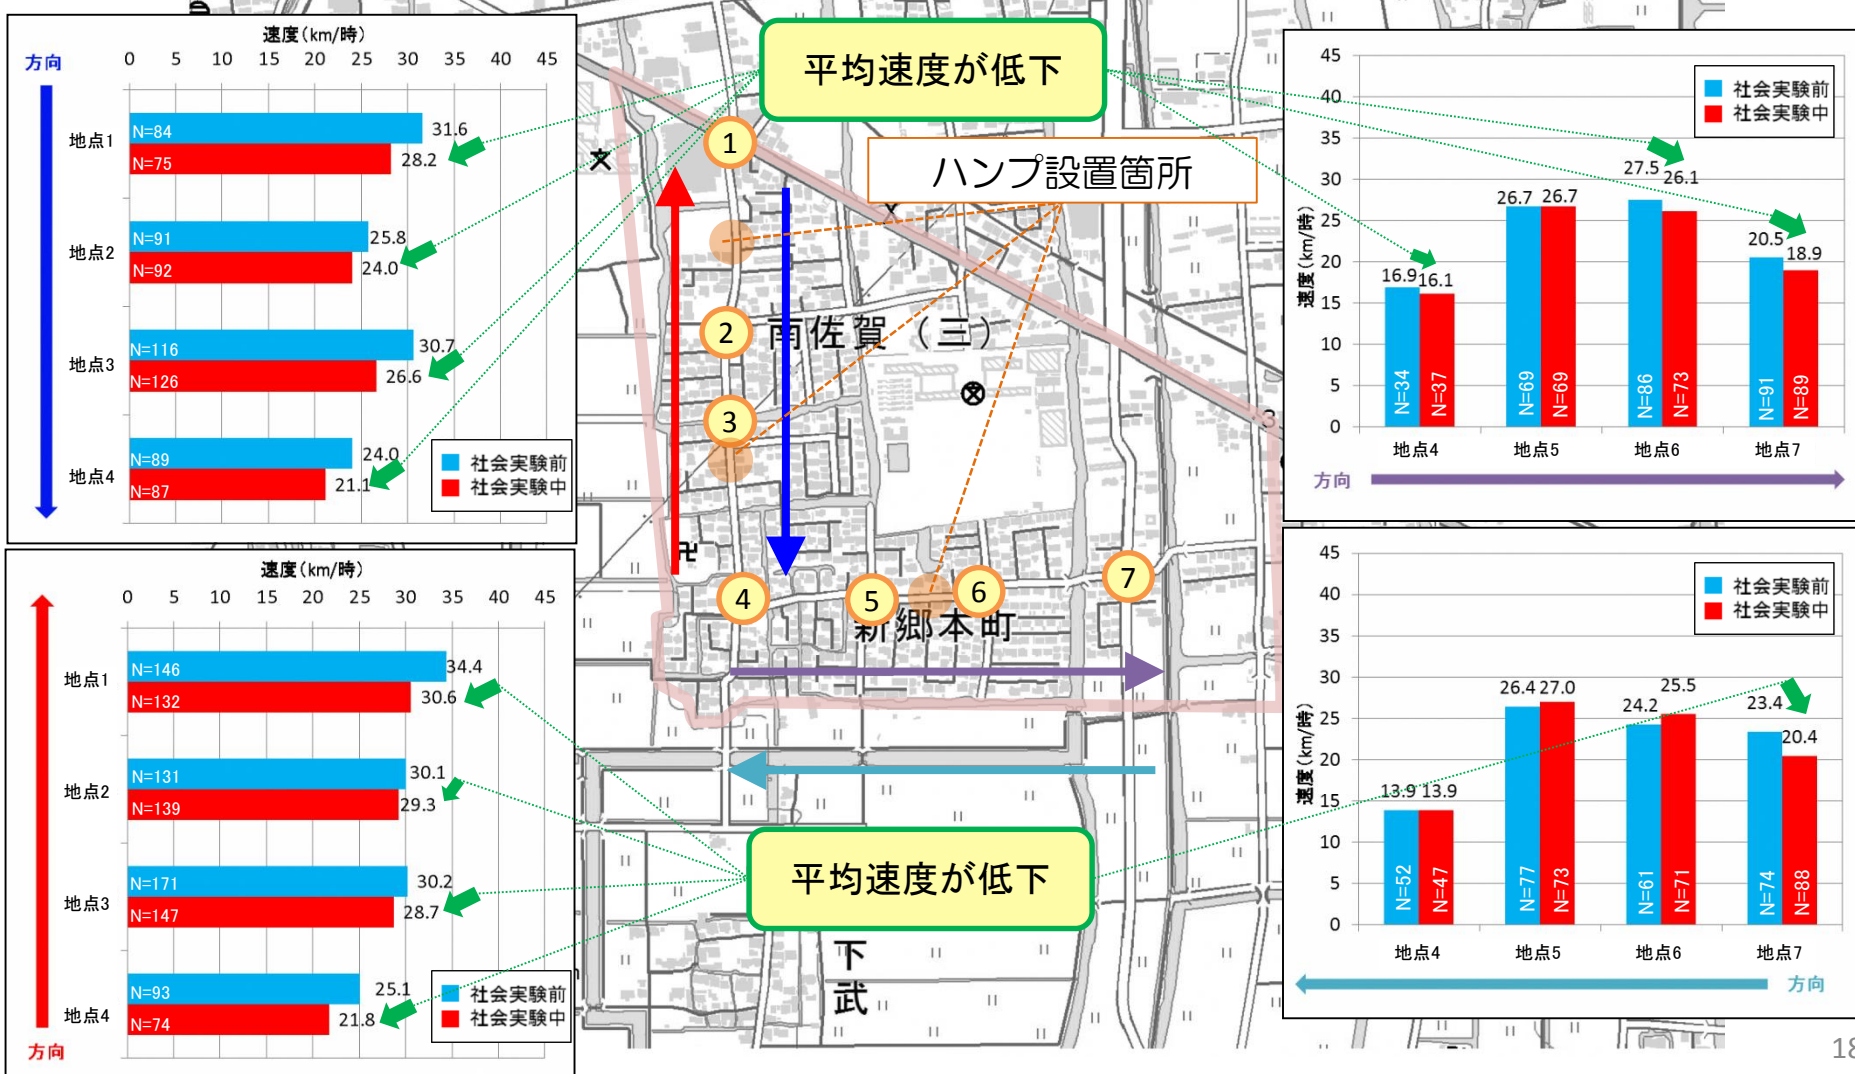 速度(km/時)
方向
0 5 10 15 20 25 30 35 40 45
地点1
N=84
31.6
N=75
28.2
地点2
N=91
25.8
N=92
24.0
地点3
N=116
30.7
N=126
26.6
地点4
N=89
24.0
N=87
21.1
社会実験前
社会実験中
速度(km/時)
0 5 10 15 20 25 30 35 40 45
地点1
N=146
34.4
N=132
30.6
地点2
N=131
30.1
N=139
29.3
地点3
N=171
30.2
N=147
28.7
地点4
N=93
25.1
N=74
21.8
社会実験前
社会実験中
方向
平均速度が低下
ハンプ設置箇所
1
2
南佐賀(三)
3
4
5
6
7
新郷本町
平均速度が低下
下
武
速度(km/時)
45
40
35
30
25
20
15
10
5
0
社会実験前
社会実験中
16.9 16.1
26.7 26.7
27.5 26.1
20.5 18.9
N=34 N=37
N=69 N=69
N=86 N=73
N=91 N=89
地点4 地点5 地点6 地点7
方向
速度(km/時)
45
40
35
30
25
20
15
10
5
0
社会実験前
社会実験中
13.9 13.9
26.4 27.0
24.2 25.5
23.4 20.4
N=52 N=47
N=77 N=73
N=61 N=71
N=74 N=88
地点4 地点5 地点6 地点7
方向
18